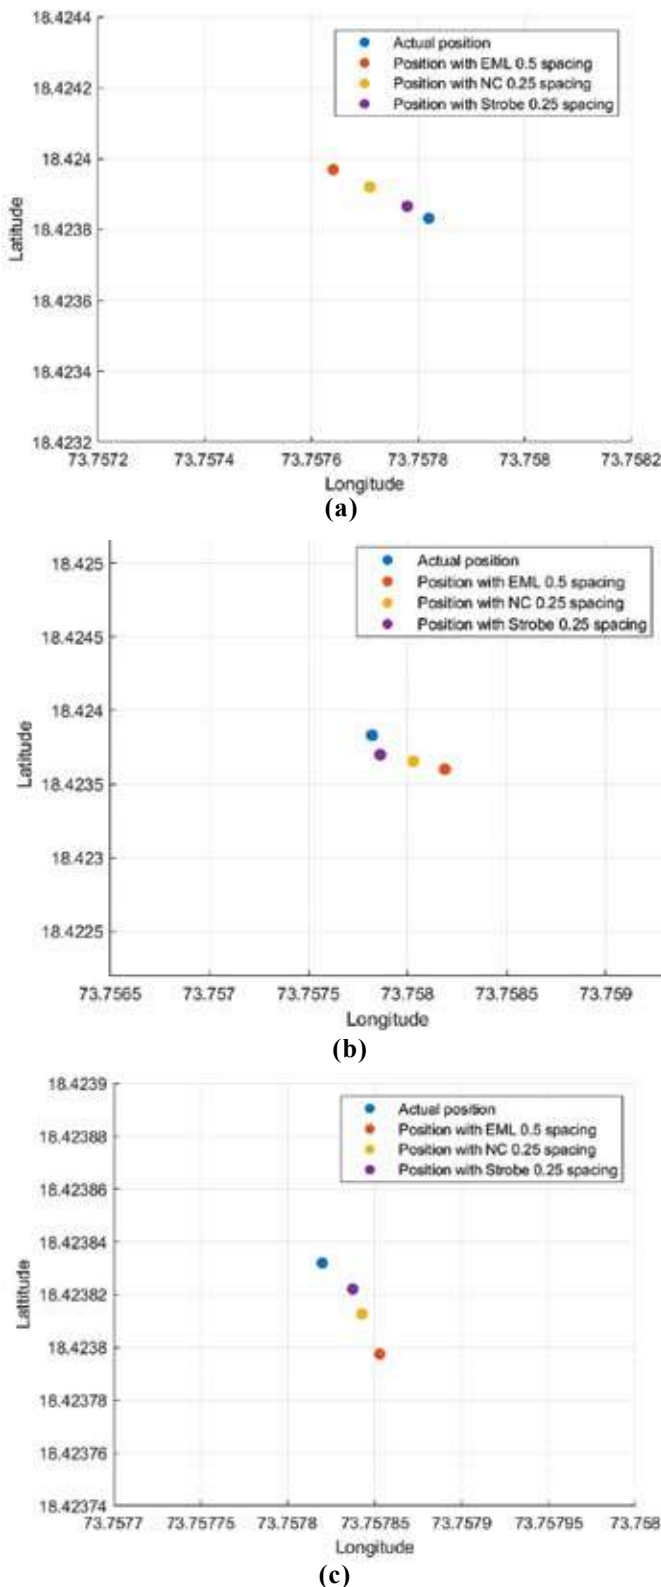 18.4244
Actual position
Position with EML 0.5 spacing
18.4242
Position with NC 0.25 spacing
Position with Strobe 0.25 spacing
18.424
Latitude
18.4238
18.4236
18.4234
18.4232
73.7572 73.7574 73.7576 73.7578 73.758 73.7582
Longitude
(a)
18.425
Actual position
Position with EML 0.5 spacing
Position with NC 0.25 spacing
18.4245
Position with Strobe 0.25 spacing
18.424
Latitude
18.4235
18.423
18.4225
73.7565 73.757 73.7575 73.758 73.7585 73.759
Longitude
(b)
18.4239
Actual position
18.42388
Position with EML 0.5 spacing
Position with NC 0.25 spacing
18.42386
Position with Strobe 0.25 spacing
18.42384
Lattitude
18.42382
18.4238
18.42378
18.42376
18.42374
73.7577 73.75775 73.7578 73.75785 73.7579 73.75795 73.758
Longitude
(c)